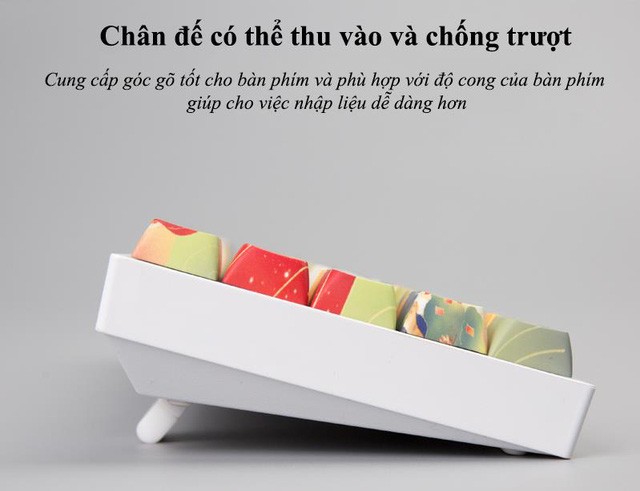 Chân đế có thể thu vào và chống trượt
Cung cấp góc gõ tốt cho bàn phím và phù hợp với độ cong của bàn phím
giúp cho việc nhập liệu dễ dàng hơn